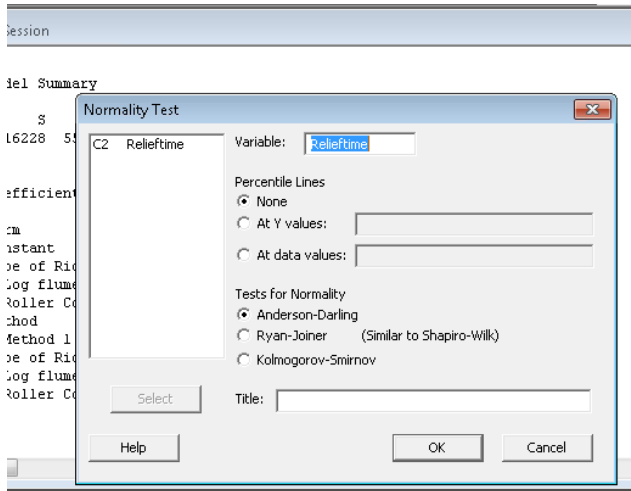 Session
del Summary
S
16228 55
efficient
rm
nstant
pe of Rid
Log flume
Roller Co
thod
Method 1
pe of Rid
Log flume
Roller Co
Normality Test
C2 Relieftime
Variable: Relieftime
Percentile Lines
None
At Y values:
At data values:
Tests for Normality
Anderson-Darling
Ryan-Joiner (Similar to Shapiro-Wilk)
Kolmogorov-Smirnov
Select
Title:
Help
OK
Cancel